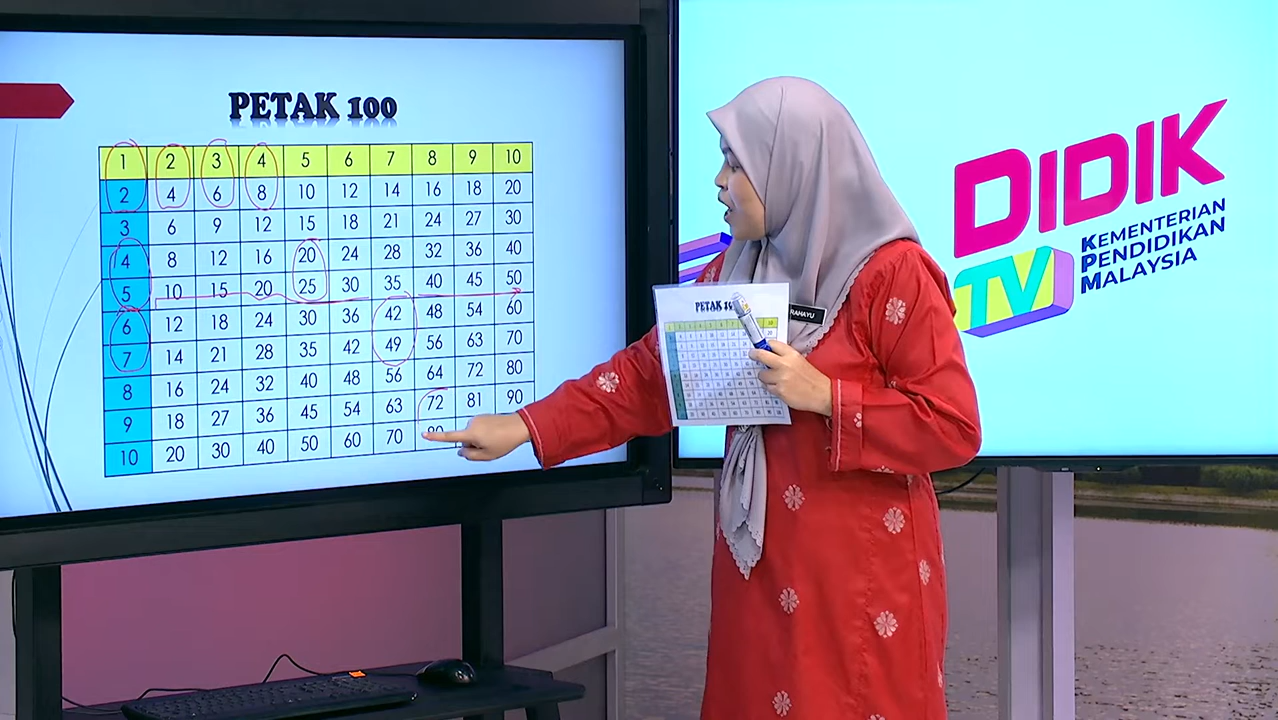 PETAK 100
1 2 3 4 5 6 7 8 9 10
2 4 6 8 10 12 14 16 18 20
3 6 9 12 15 18 21 24 27 30
4 8 12 16 20 24 28 32 36 40
5 10 15 20 25 30 35 40 45 50
6 12 18 24 30 36 42 48 54 60
7 14 21 28 35 42 49 56 63 70
8 16 24 32 40 48 56 64 72 80
9 18 27 36 45 54 63 72 81 90
10 20 30 40 50 60 70 80
DIDIK
TV
KEMENTERIAN
PENDIDIKAN
MALAYSIA
PETAK
RAHAYU